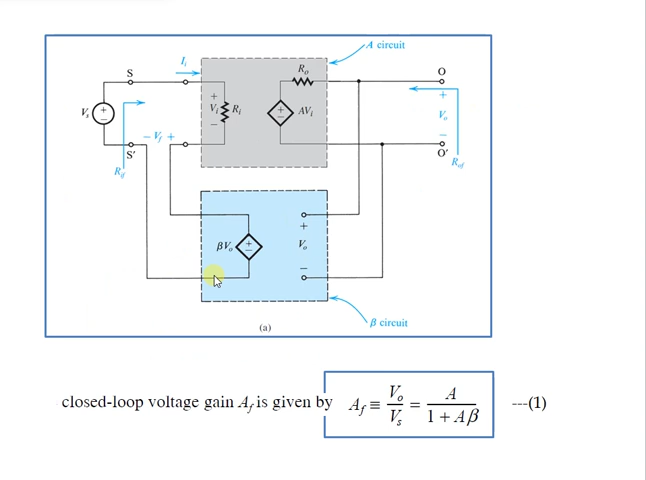 A circuit
S
I_i
R_o
O
V_s
+
−
+
V_i
−
R_i
+
−
AV_i
+
V_o
−
− V_f +
S'
O'
R_if
R_of
βV_o
+
−
+
V_o
−
β circuit
(a)
closed-loop voltage gain A_f is given by A_f ≡ V_o / V_s = A / 1 + Aβ ---(1)